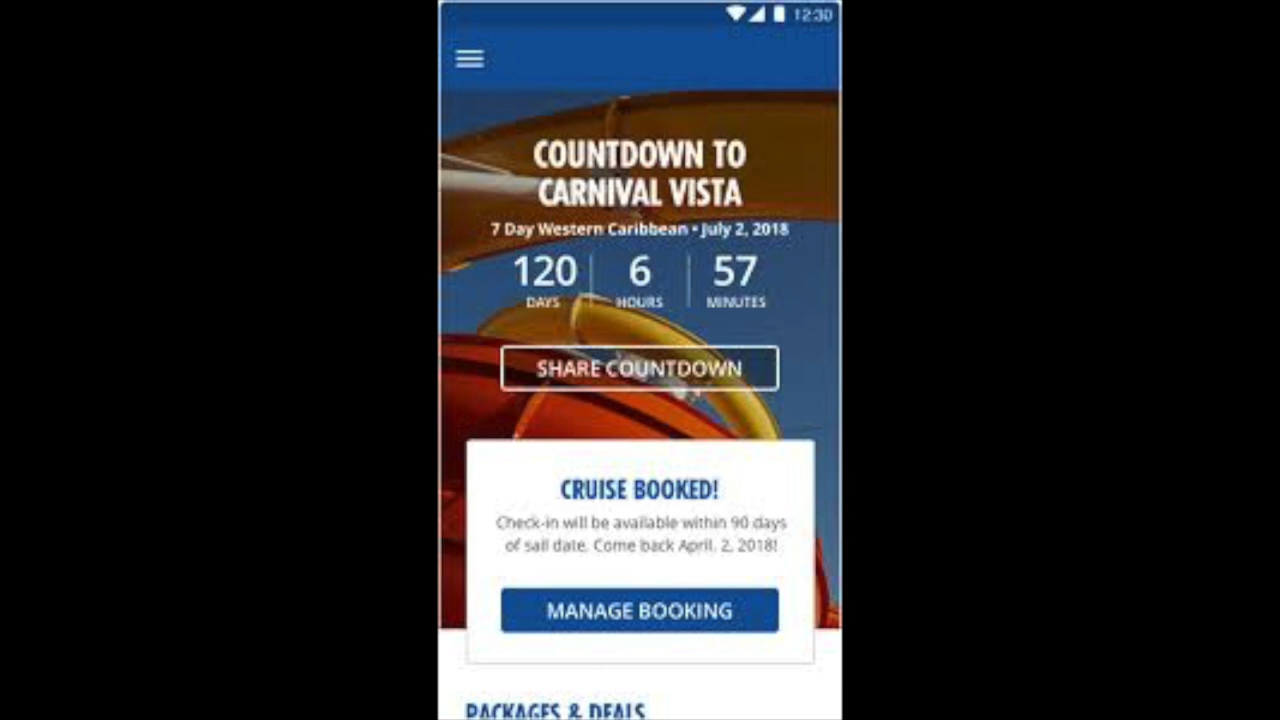 12:30
COUNTDOWN TO
CARNIVAL VISTA
7 Day Western Caribbean • July 2, 2018
120 6 57
DAYS HOURS MINUTES
SHARE COUNTDOWN
CRUISE BOOKED!
Check-in will be available within 90 days
of sail date. Come back April. 2, 2018!
MANAGE BOOKING
PACKAGES & DEALS